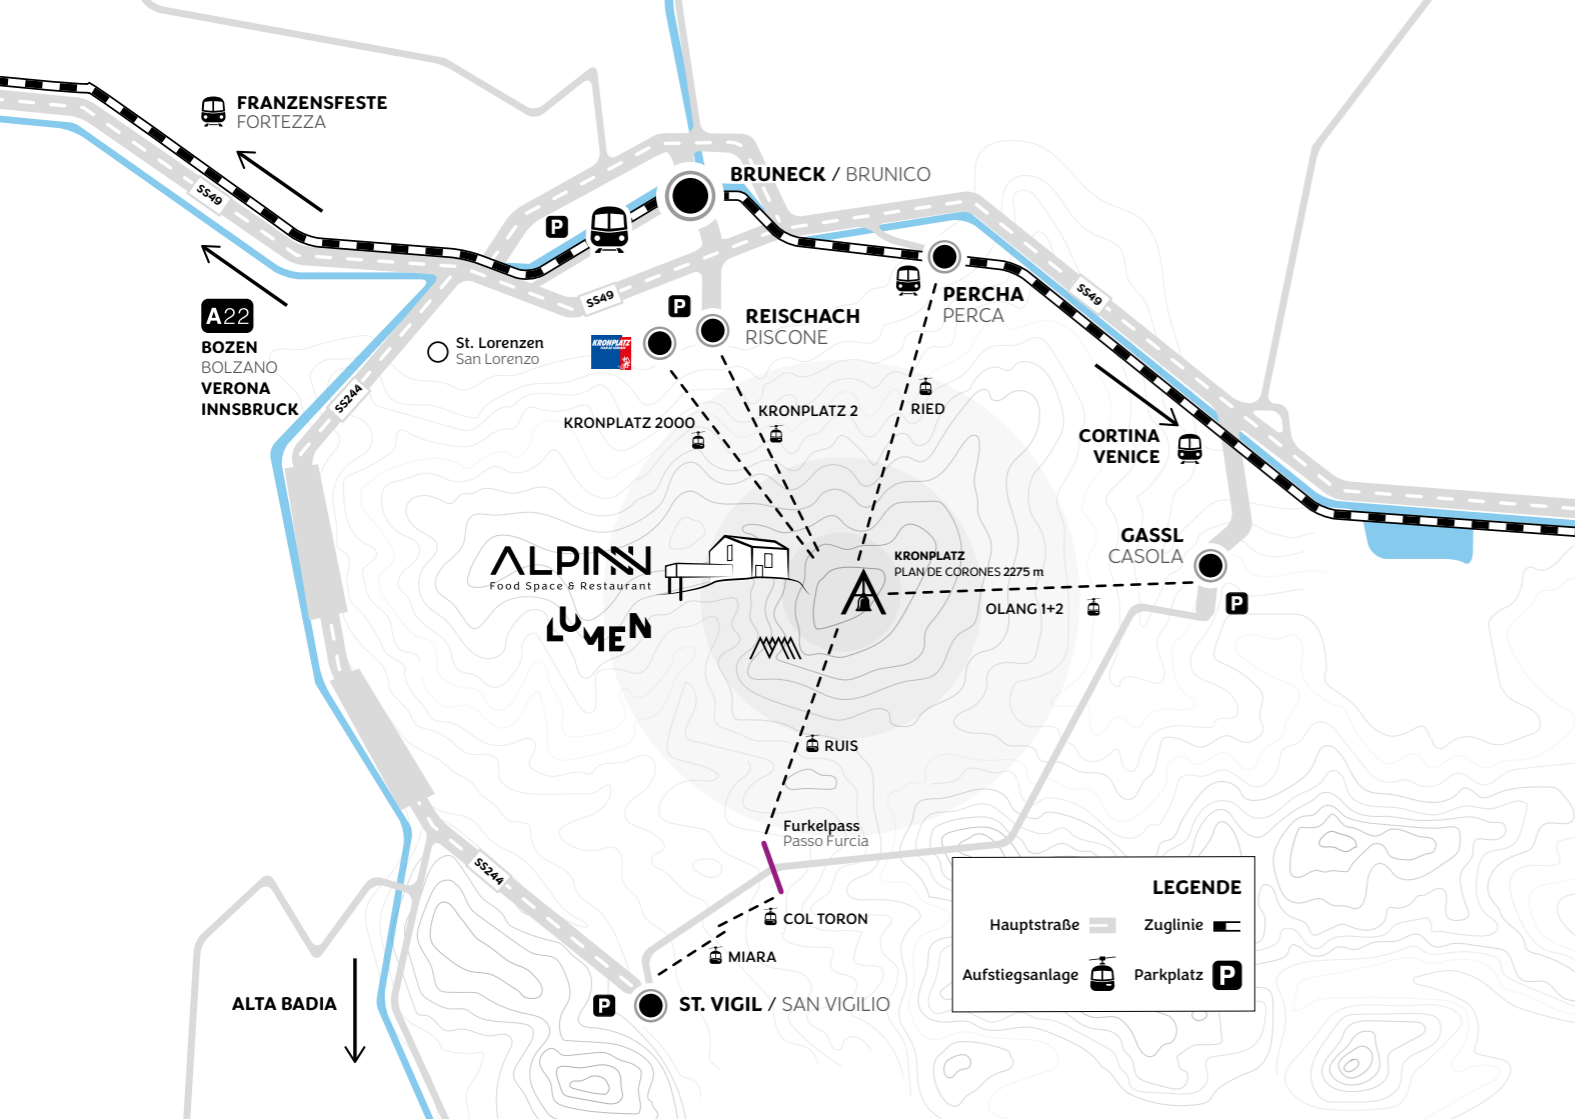 FRANZENSFESTE
FORTEZZA
BRUNECK / BRUNICO
P
SS49
SS49
SS49
PERCHA
PERCA
P
REISCHACH
RISCONE
A22
BOZEN
BOLZANO
VERONA
INNSBRUCK
St. Lorenzen
San Lorenzo
KRONPLATZ
SS244
RIED
KRONPLATZ 2000
KRONPLATZ 2
CORTINA
VENICE
GASSL
CASOLA
ALPINN
Food Space & Restaurant
KRONPLATZ
PLAN DE CORONES 2275 m
OLANG 1+2
P
LUMEN
RUIS
Furkelpass
Passo Furcia
SS244
COL TORON
MIARA
LEGENDE
Hauptstraße
Zuglinie
Aufstiegsanlage
Parkplatz
P
ALTA BADIA
P
ST. VIGIL / SAN VIGILIO